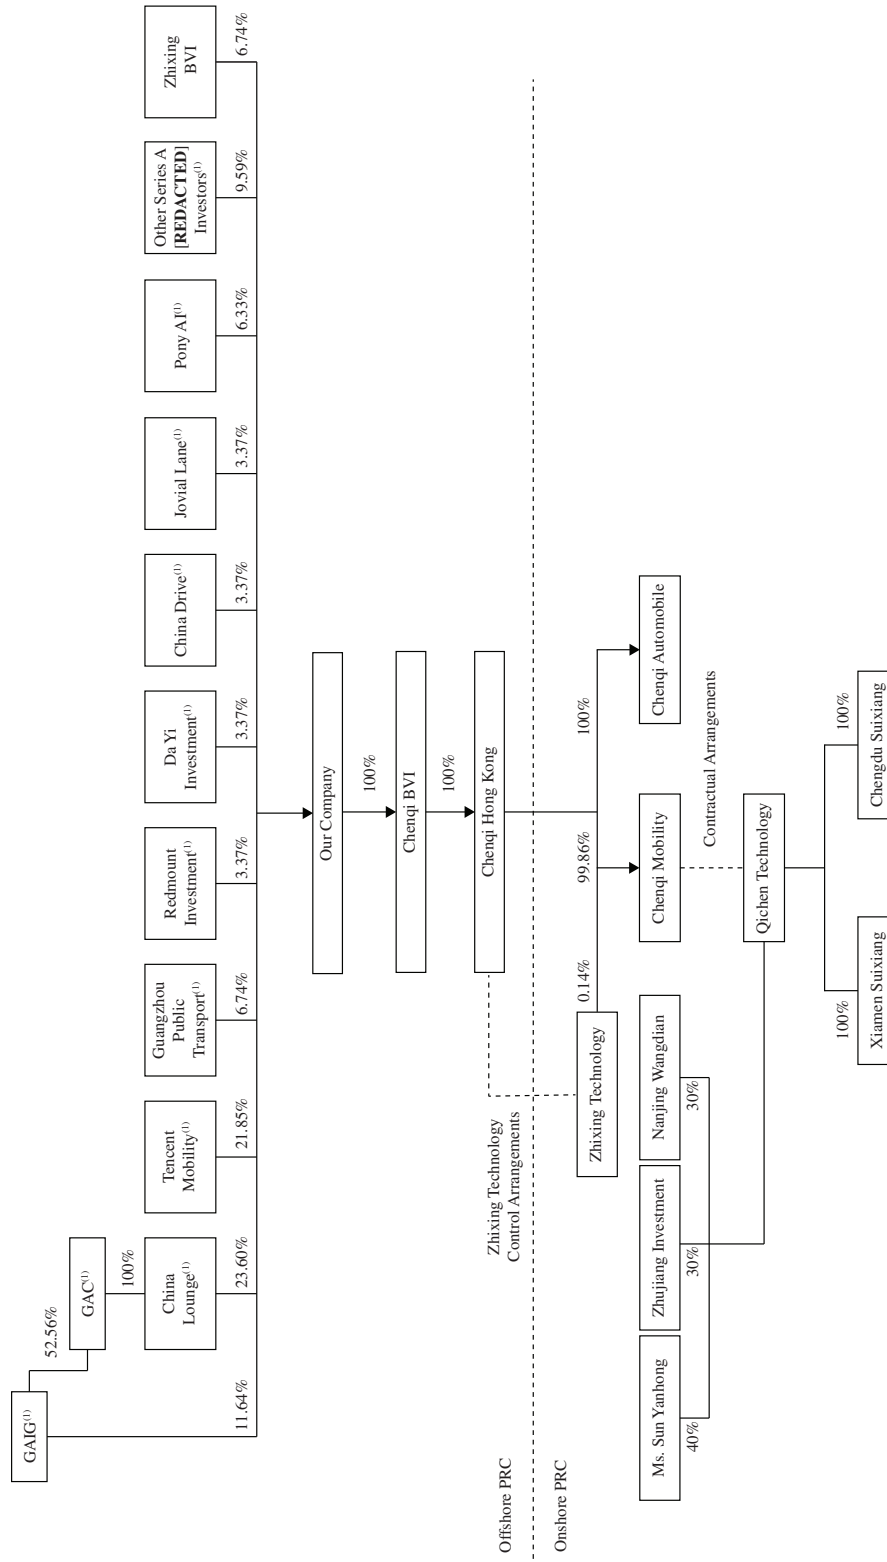 GAIG(1)
52.56%
GAC(1)
100%
China
Lounge(1)
Tencent
Mobility(1)
Guangzhou
Public
Transport(1)
Redmount
Investment(1)
Da Yi
Investment(1)
China Drive(1)
Jovial Lane(1)
Pony AI(1)
Other Series A
[REDACTED]
Investors(1)
Zhixing
BVI
11.64%
23.60%
21.85%
6.74%
3.37%
3.37%
3.37%
3.37%
6.33%
9.59%
6.74%
Our Company
100%
Chenqi BVI
100%
Chenqi Hong Kong
Zhixing Technology
Control Arrangements
Offshore PRC
Onshore PRC
Zhixing Technology
0.14%
99.86%
100%
Ms. Sun Yanhong
Zhujiang Investment
Nanjing Wangdian
Chenqi Mobility
Chenqi Automobile
40%
30%
30%
Contractual Arrangements
Qichen Technology
100%
100%
Xiamen Suixiang
Chengdu Suixiang